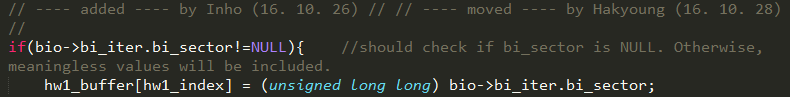 // ---- added ---- by Inho (16. 10. 26) // // ---- moved ---- by Hakyoung (16. 10. 28)
//
if(bio->bi_iter.bi_sector!=NULL){    //should check if bi_sector is NULL. Otherwise,
meaningless values will be included.
    hw1_buffer[hw1_index] = (unsigned long long) bio->bi_iter.bi_sector;